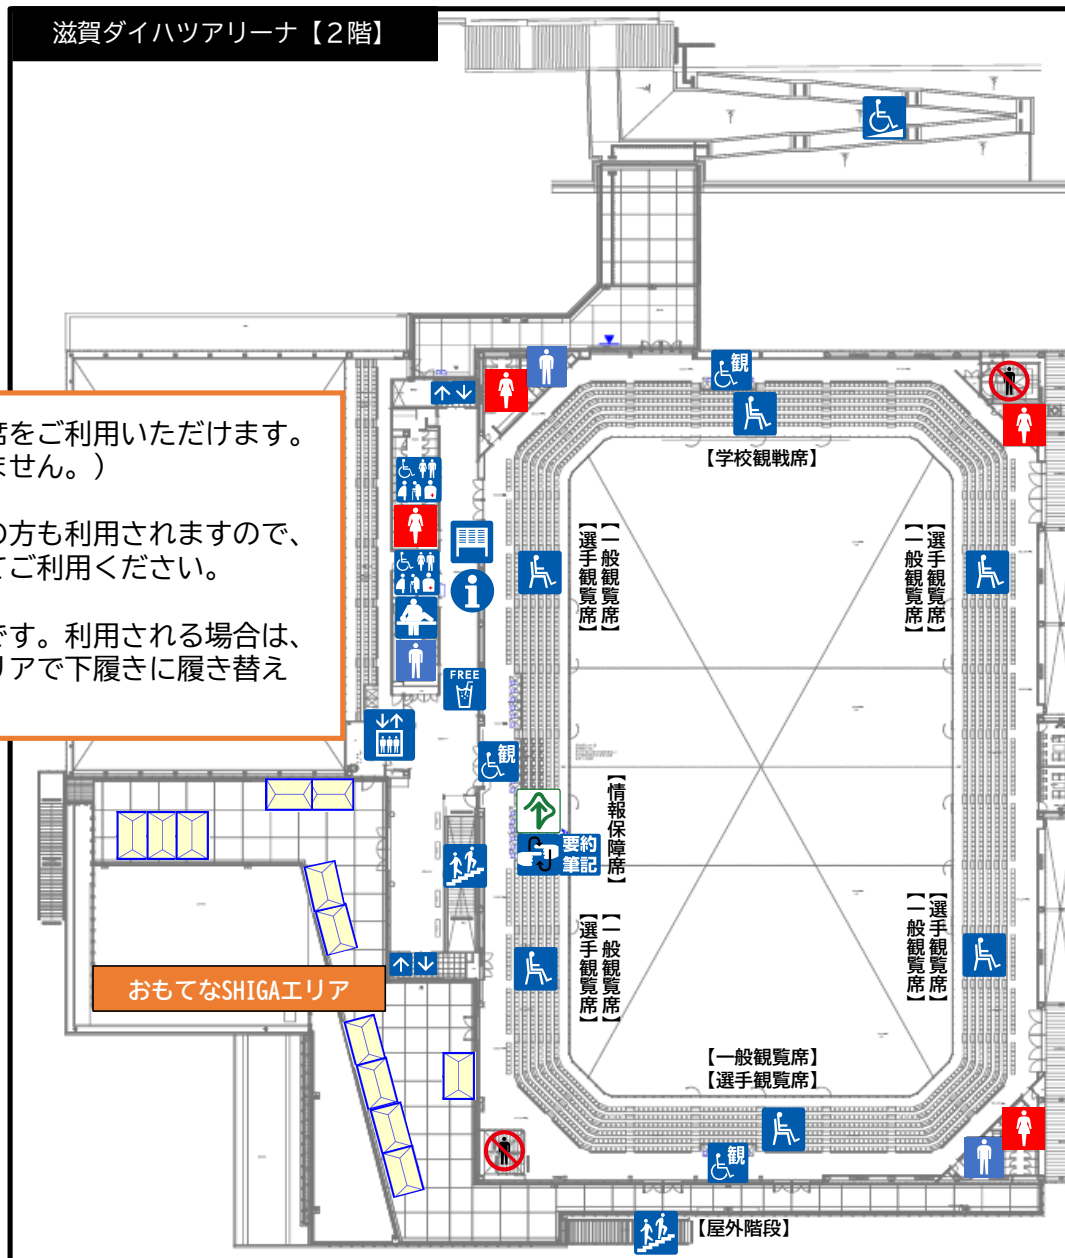 滋賀ダイハツアリーナ【２階】
観
席をご利用いただけます。
ません。）
の方も利用されますので、
てご利用ください。
です。利用される場合は、
リアで下履きに履き替え
【学校観戦席】
【一般観覧席】
【選手観覧席】
【選手観覧席】
【一般観覧席】
FREE
観
【情報保障席】
要約
筆記
【一般観覧席】
【選手観覧席】
【選手観覧席】
【一般観覧席】
おもてなSHIGAエリア
【一般観覧席】
【選手観覧席】
観
【屋外階段】